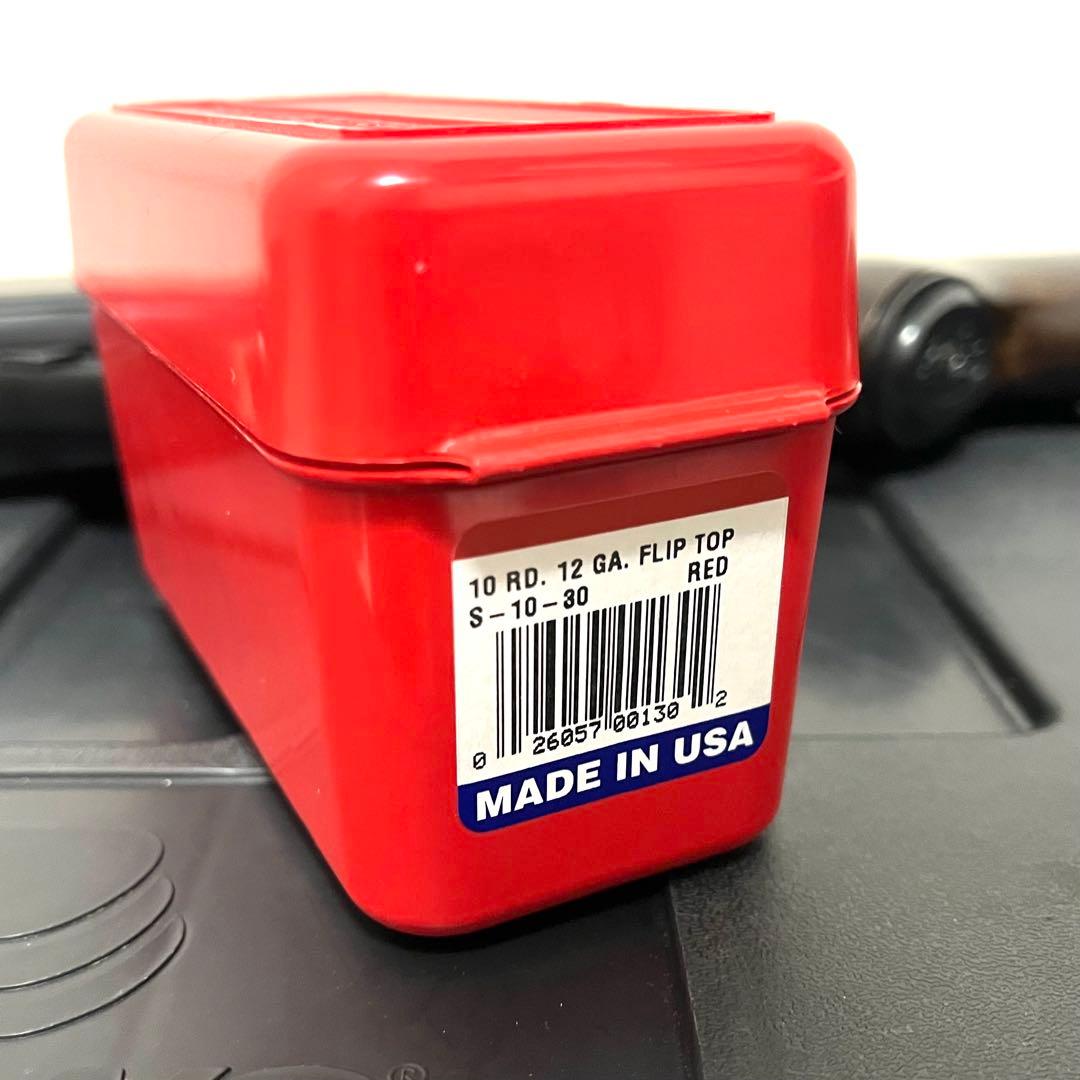 10 RD. 12 GA. FLIP TOP
S-10-30 RED
0 26057 00130 2
MADE IN USA
®